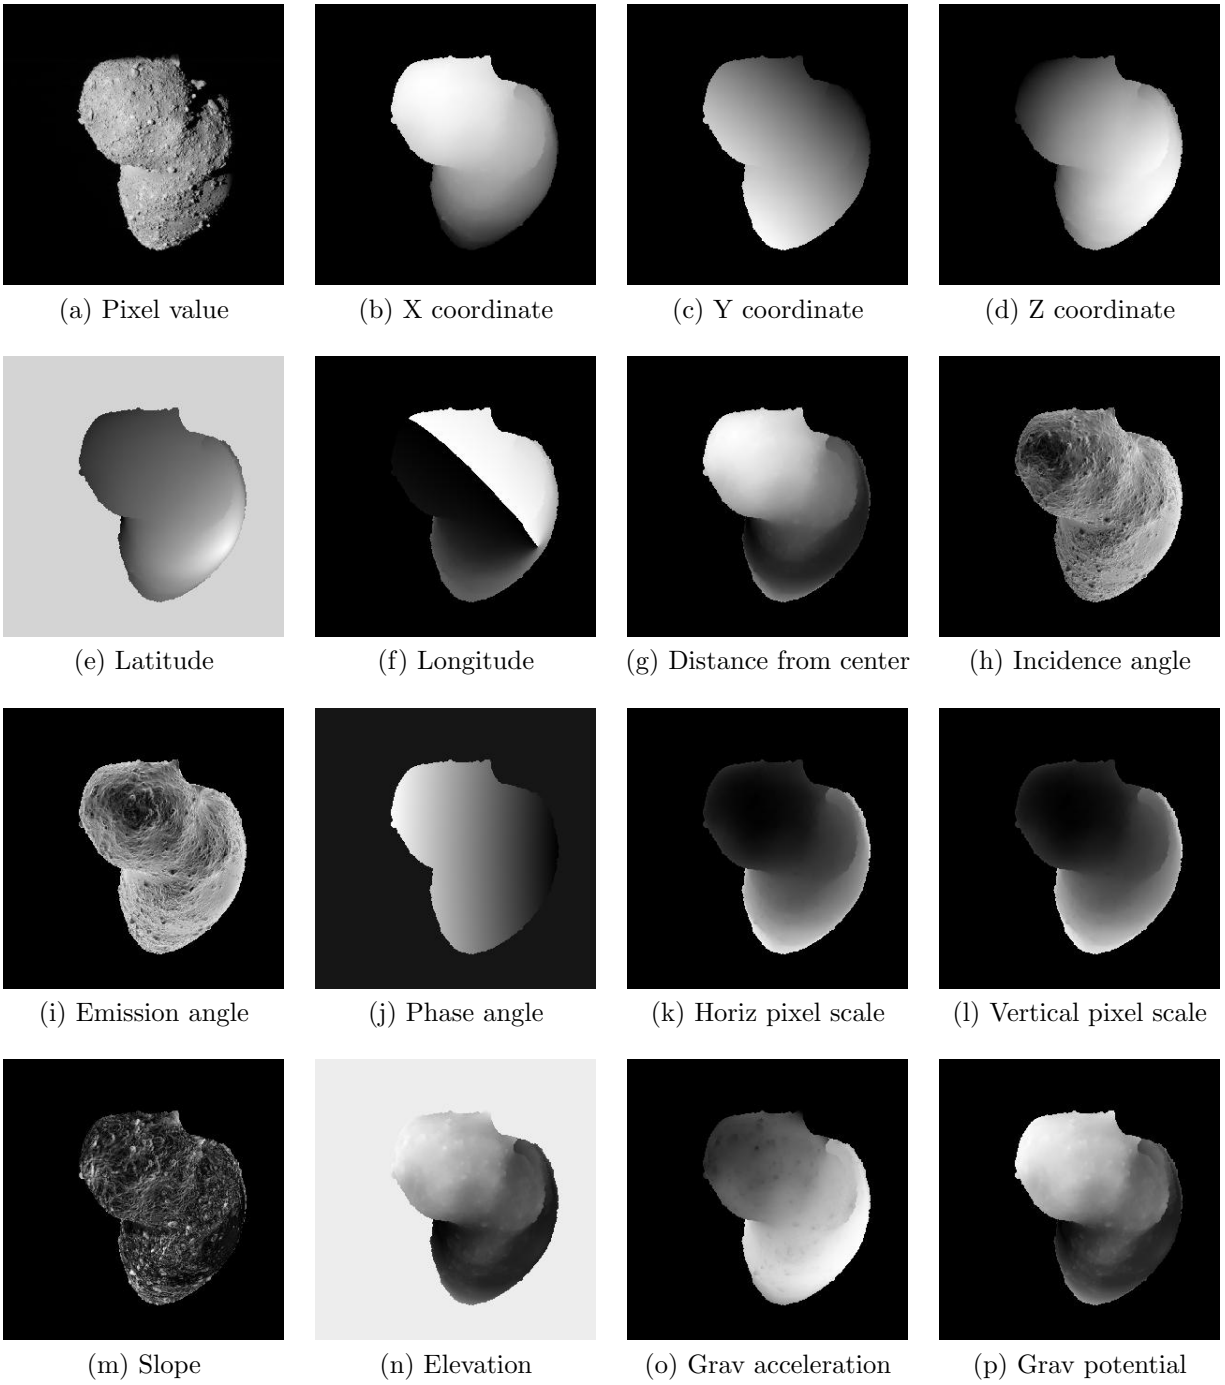 (a) Pixel value
(b) X coordinate
(c) Y coordinate
(d) Z coordinate
(e) Latitude
(f) Longitude
(g) Distance from center
(h) Incidence angle
(i) Emission angle
(j) Phase angle
(k) Horiz pixel scale
(l) Vertical pixel scale
(m) Slope
(n) Elevation
(o) Grav acceleration
(p) Grav potential